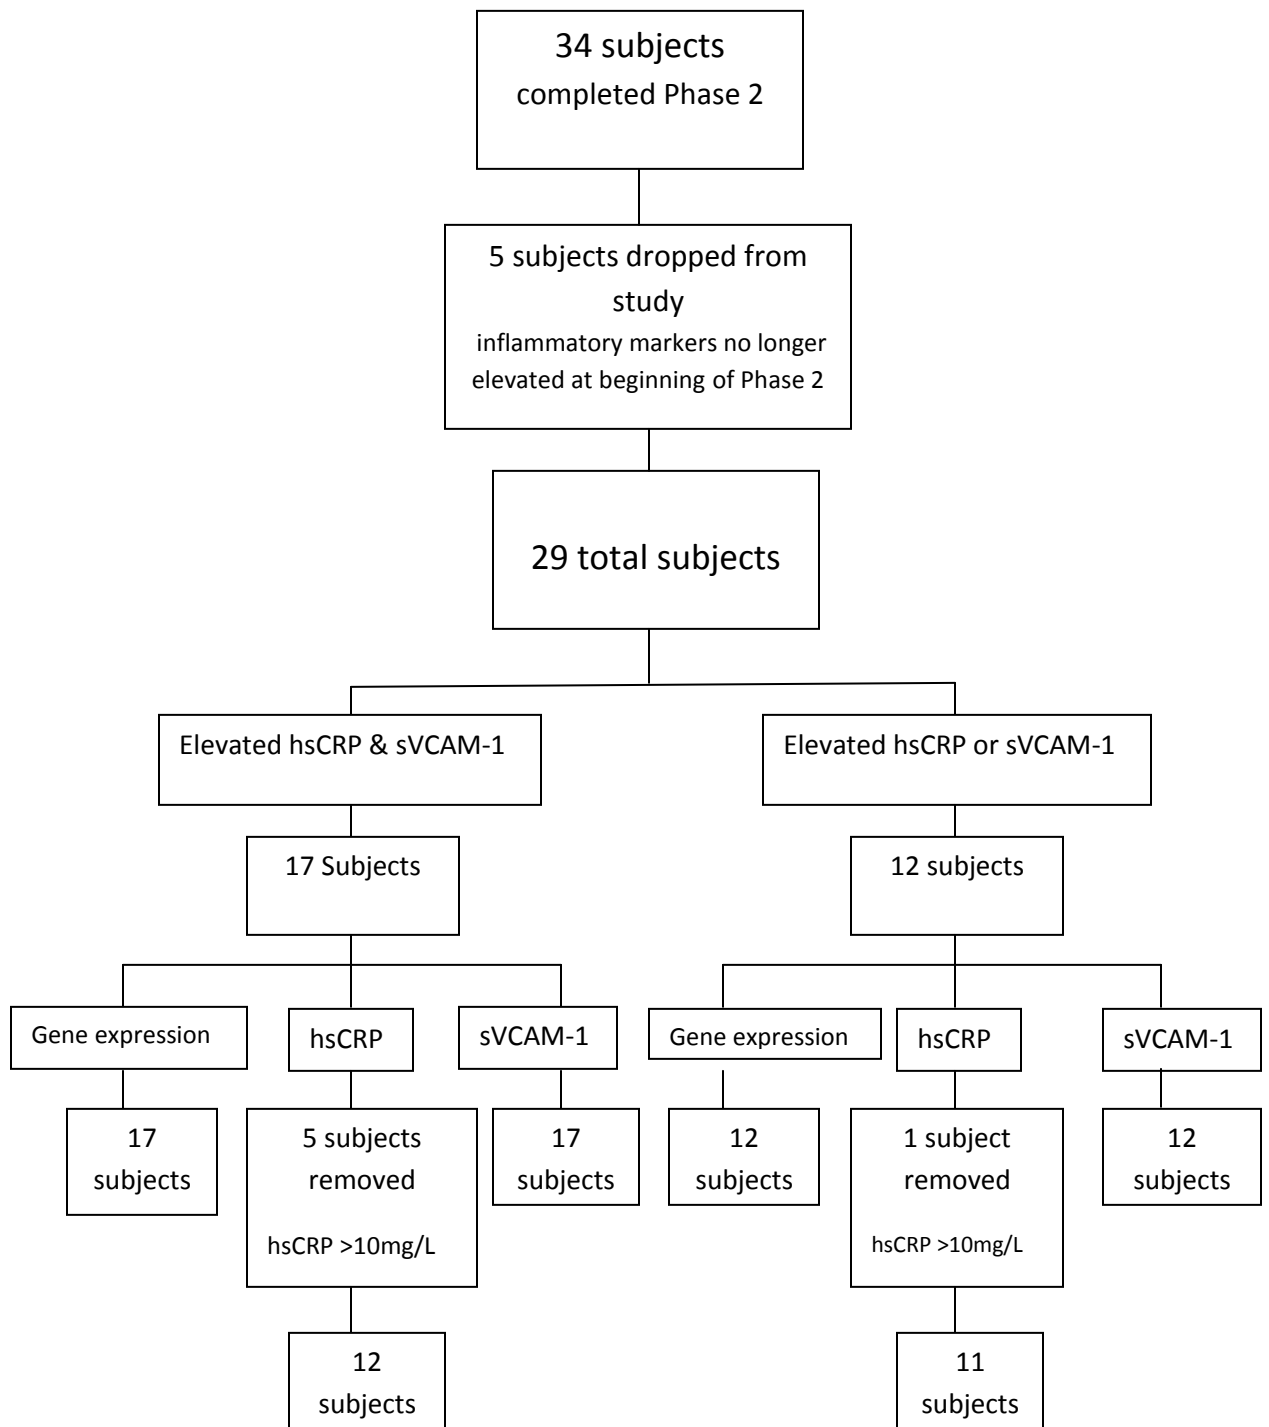 34 subjects
completed Phase 2
5 subjects dropped from
study
inflammatory markers no longer
elevated at beginning of Phase 2
29 total subjects
Elevated hsCRP & sVCAM-1
Elevated hsCRP or sVCAM-1
17 Subjects
12 subjects
Gene expression
hsCRP
sVCAM-1
Gene expression
hsCRP
sVCAM-1
17
subjects
5 subjects
removed
hsCRP >10mg/L
17
subjects
12
subjects
1 subject
removed
hsCRP >10mg/L
12
subjects
12
subjects
11
subjects